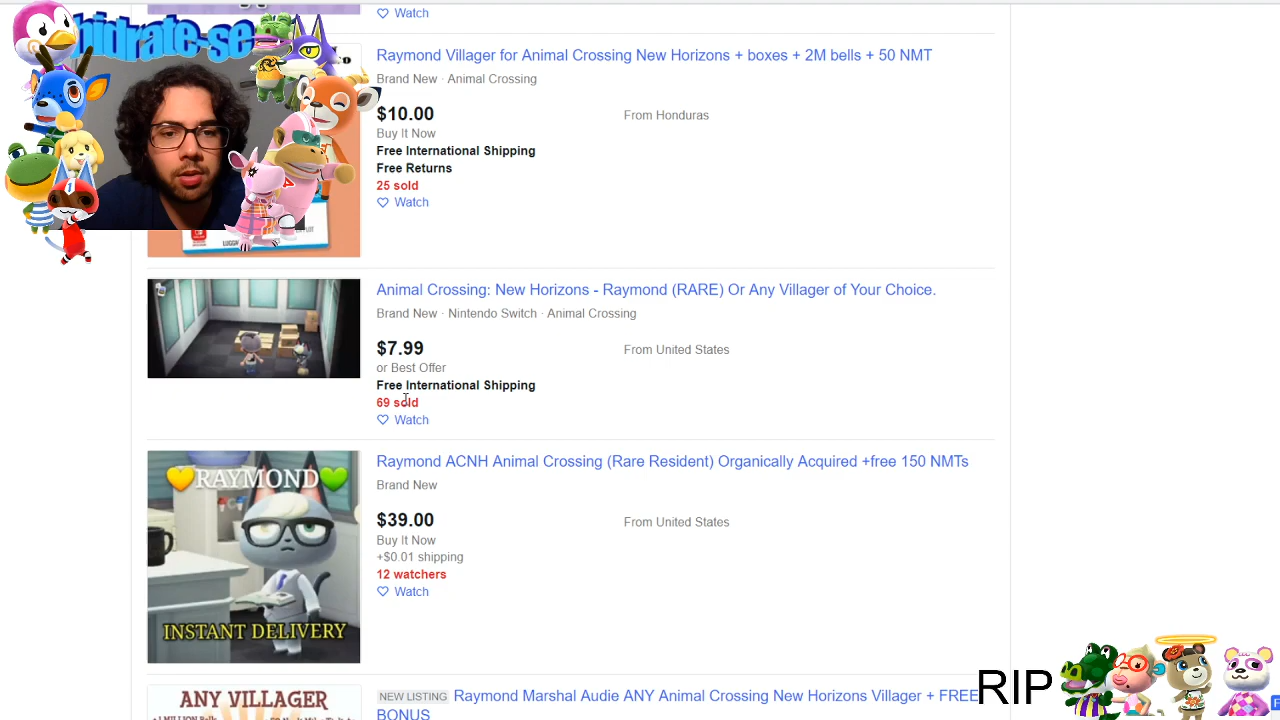 Watch
hidrate-se
Raymond Villager for Animal Crossing New Horizons + boxes + 2M bells + 50 NMT
Brand New · Animal Crossing
$10.00
From Honduras
Buy It Now
Free International Shipping
Free Returns
25 sold
Watch
Animal Crossing: New Horizons - Raymond (RARE) Or Any Villager of Your Choice.
Brand New · Nintendo Switch · Animal Crossing
$7.99
From United States
or Best Offer
Free International Shipping
69 sold
Watch
RAYMOND
INSTANT DELIVERY
Raymond ACNH Animal Crossing (Rare Resident) Organically Acquired +free 150 NMTs
Brand New
$39.00
From United States
Buy It Now
+$0.01 shipping
12 watchers
Watch
RIP
ANY VILLAGER
NEW LISTING Raymond Marshal Audie ANY Animal Crossing New Horizons Villager + FREE
BONUS